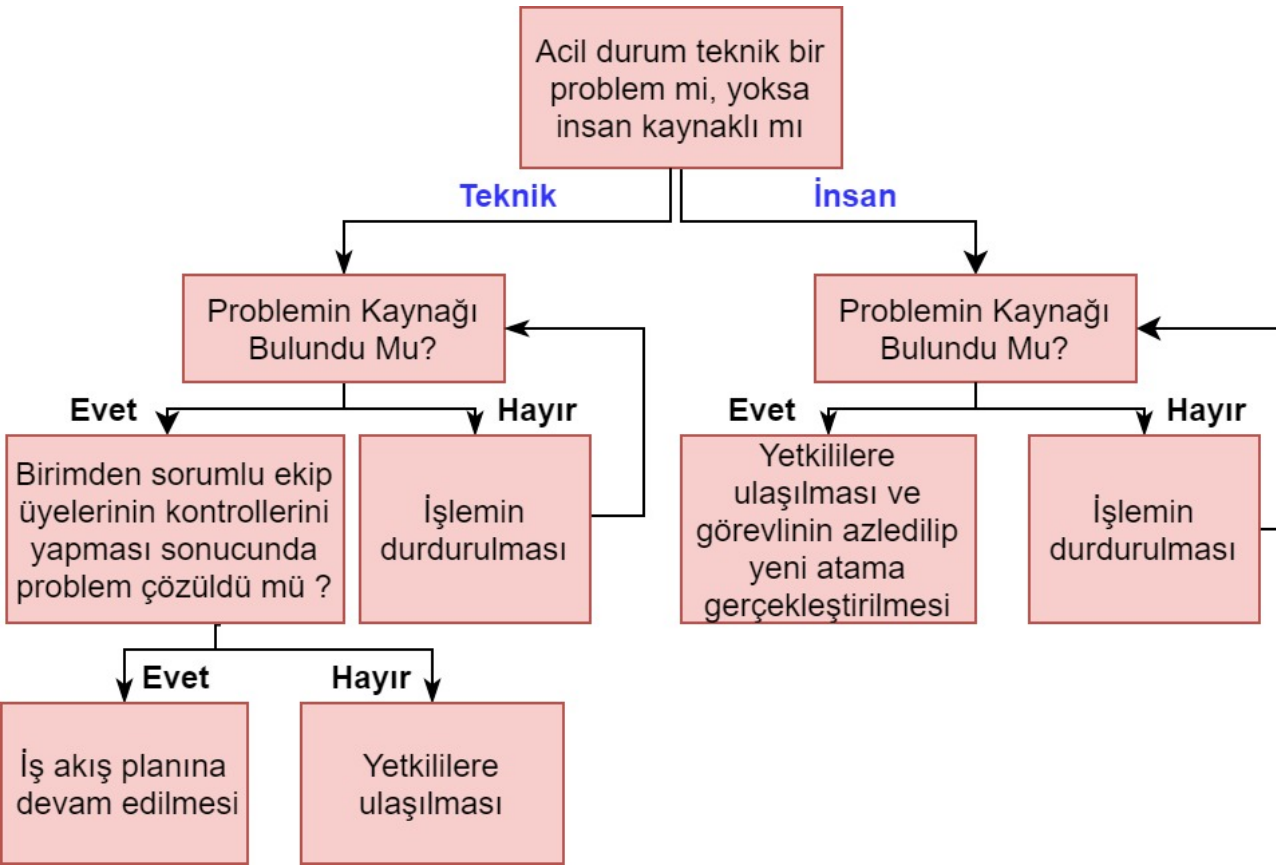 Acil durum teknik bir
problem mi, yoksa
insan kaynaklı mı
Teknik
İnsan
Problemin Kaynağı
Bulundu Mu?
Problemin Kaynağı
Bulundu Mu?
Evet
Hayır
Evet
Hayır
Birimden sorumlu ekip
üyelerinin kontrollerini
yapması sonucunda
problem çözüldü mü ?
İşlemin
durdurulması
Yetkililere
ulaşılması ve
görevlinin azledilip
yeni atama
gerçekleştirilmesi
İşlemin
durdurulması
Evet
Hayır
İş akış planına
devam edilmesi
Yetkililere
ulaşılması